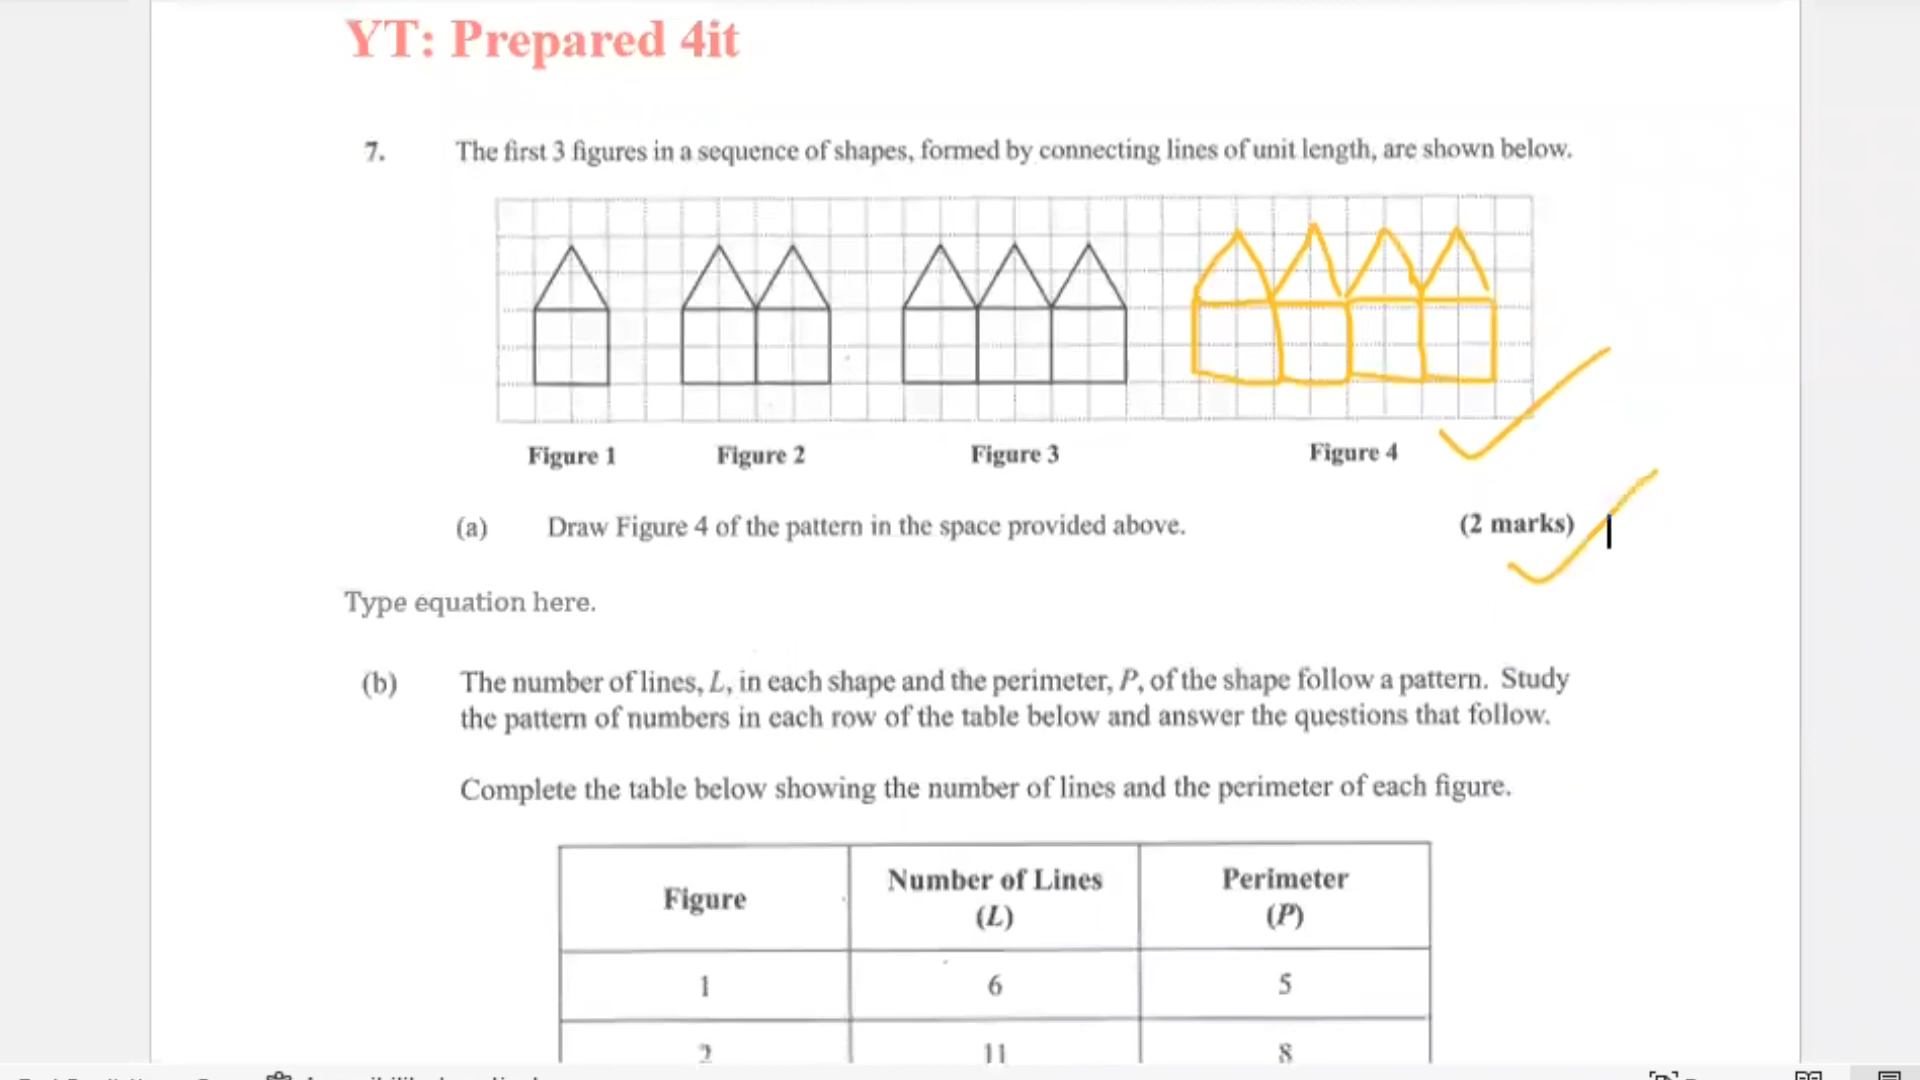 YT: Prepared 4it
7. The first 3 figures in a sequence of shapes, formed by connecting lines of unit length, are shown below.
Figure 1 Figure 2 Figure 3 Figure 4
(a) Draw Figure 4 of the pattern in the space provided above. (2 marks)
Type equation here.
(b) The number of lines, L, in each shape and the perimeter, P, of the shape follow a pattern. Study
the pattern of numbers in each row of the table below and answer the questions that follow.
Complete the table below showing the number of lines and the perimeter of each figure.
Figure Number of Lines (L) Perimeter (P)
1 6 5
2 11 8